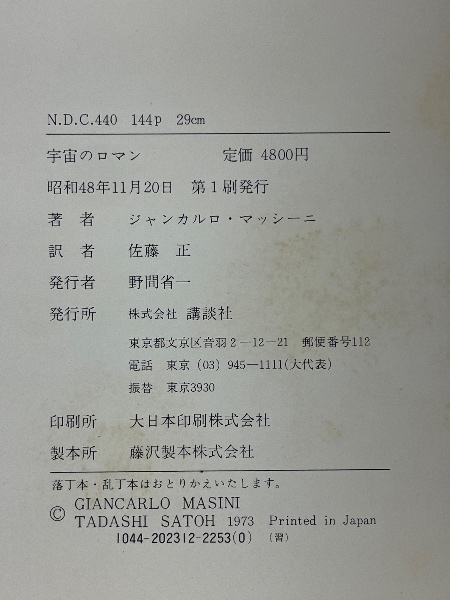 N.D.C.440 144p 29cm
宇宙のロマン 定価 4800円
昭和48年11月20日 第1刷発行
著者 ジャンカルロ・マッシーニ
訳者 佐藤 正
発行者 野間省一
発行所 株式会社 講談社
東京都文京区音羽2-12-21 郵便番号112
電話 東京(03)945-1111(大代表)
振替 東京3930
印刷所 大日本印刷株式会社
製本所 藤沢製本株式会社
落丁本・乱丁本はおとりかえいたします。
© GIANCARLO MASINI
TADASHI SATOH 1973 Printed in Japan
1044-202312-2253(0) (習)